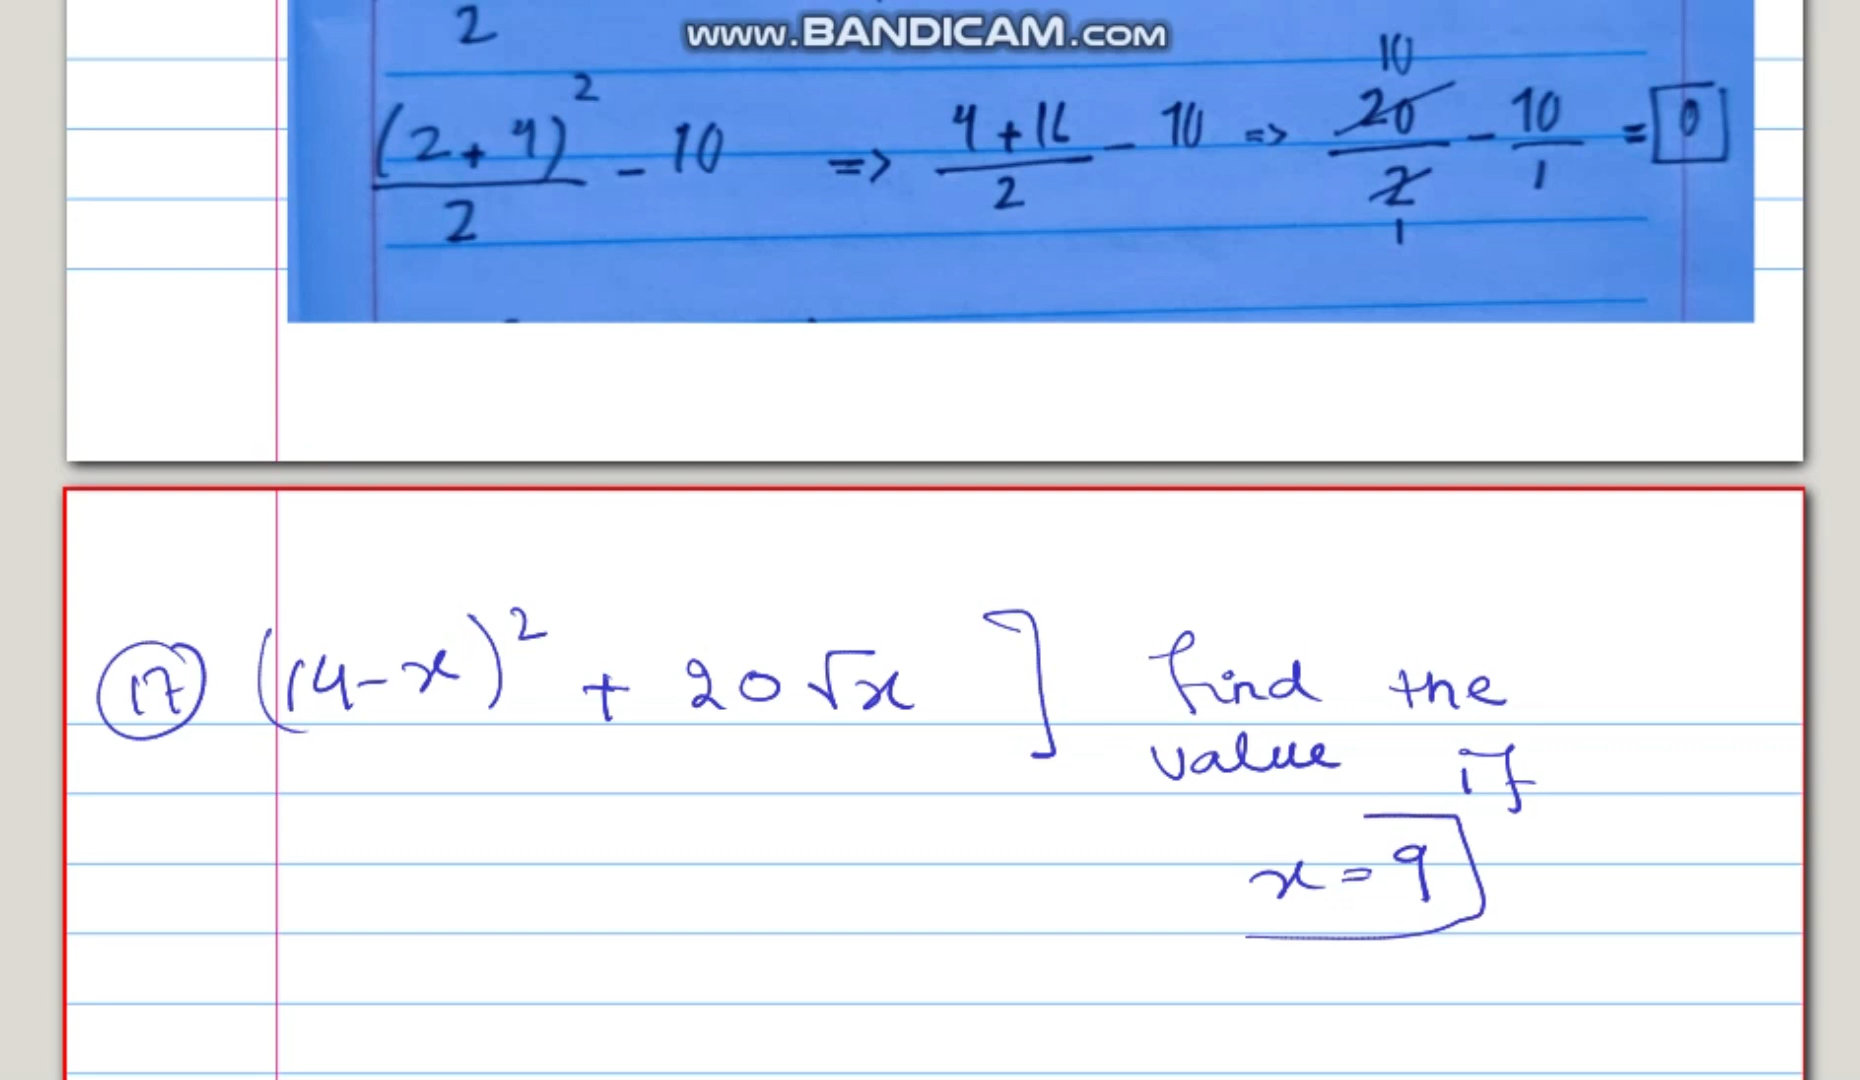 2
www.BANDICAM.com
(2+4)²/2 - 10 => 4+16/2 - 10 => 20/2 - 10/1 = 0
10
1
(17) (14-x)² + 20√x ] find the
value if
x=9